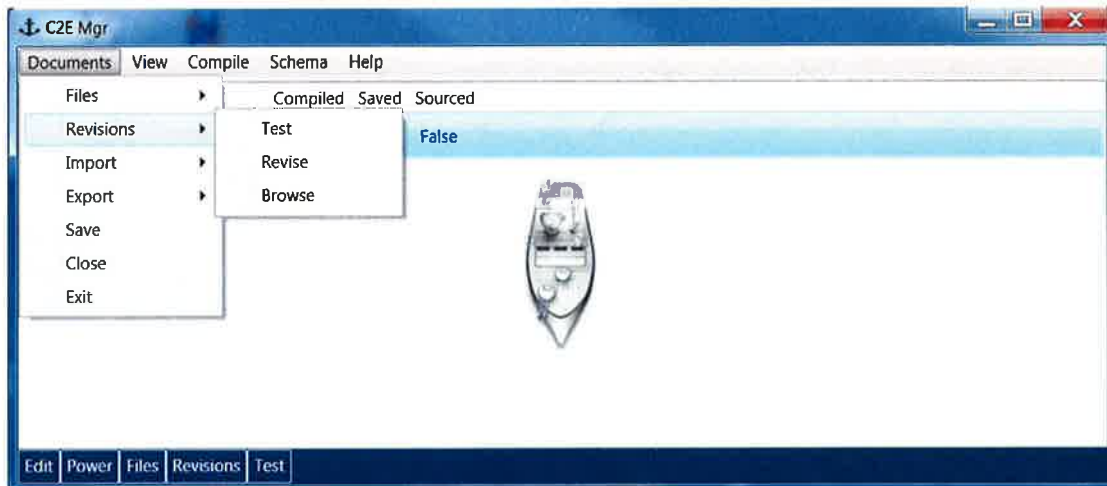 C2E Mgr
Documents View Compile Schema Help
Files Compiled Saved Sourced
Revisions Test False
Import Revise
Export Browse
Save
Close
Exit
Edit Power Files Revisions Test